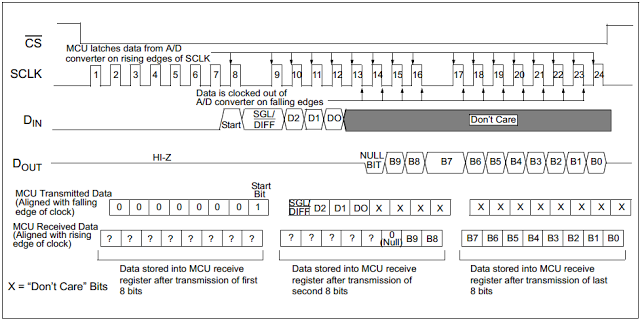 CS
MCU latches data from A/D
converter on rising edges of SCLK
SCLK
1 2 3 4 5 6 7 8 9 10 11 12 13 14 15 16 17 18 19 20 21 22 23 24
Data is clocked out of
A/D converter on falling edges
DIN
Start SGL/ DIFF D2 D1 DO Don't Care
HI-Z
DOUT
NULL BIT B9 B8 B7 B6 B5 B4 B3 B2 B1 B0
MCU Transmitted Data
(Aligned with falling
edge of clock)
Start
Bit
0 0 0 0 0 0 0 1 SGL/ DIFF D2 D1 DO X X X X X X X X X X X X
MCU Received Data
(Aligned with rising
edge of clock)
? ? ? ? ? ? ? ? ? ? ? ? ? 0 (Null) B9 B8 B7 B6 B5 B4 B3 B2 B1 B0
Data stored into MCU receive
register after transmission of first
8 bits
Data stored into MCU receive
register after transmission of
second 8 bits
Data stored into MCU receive
register after transmission of last
8 bits
X = "Don't Care" Bits